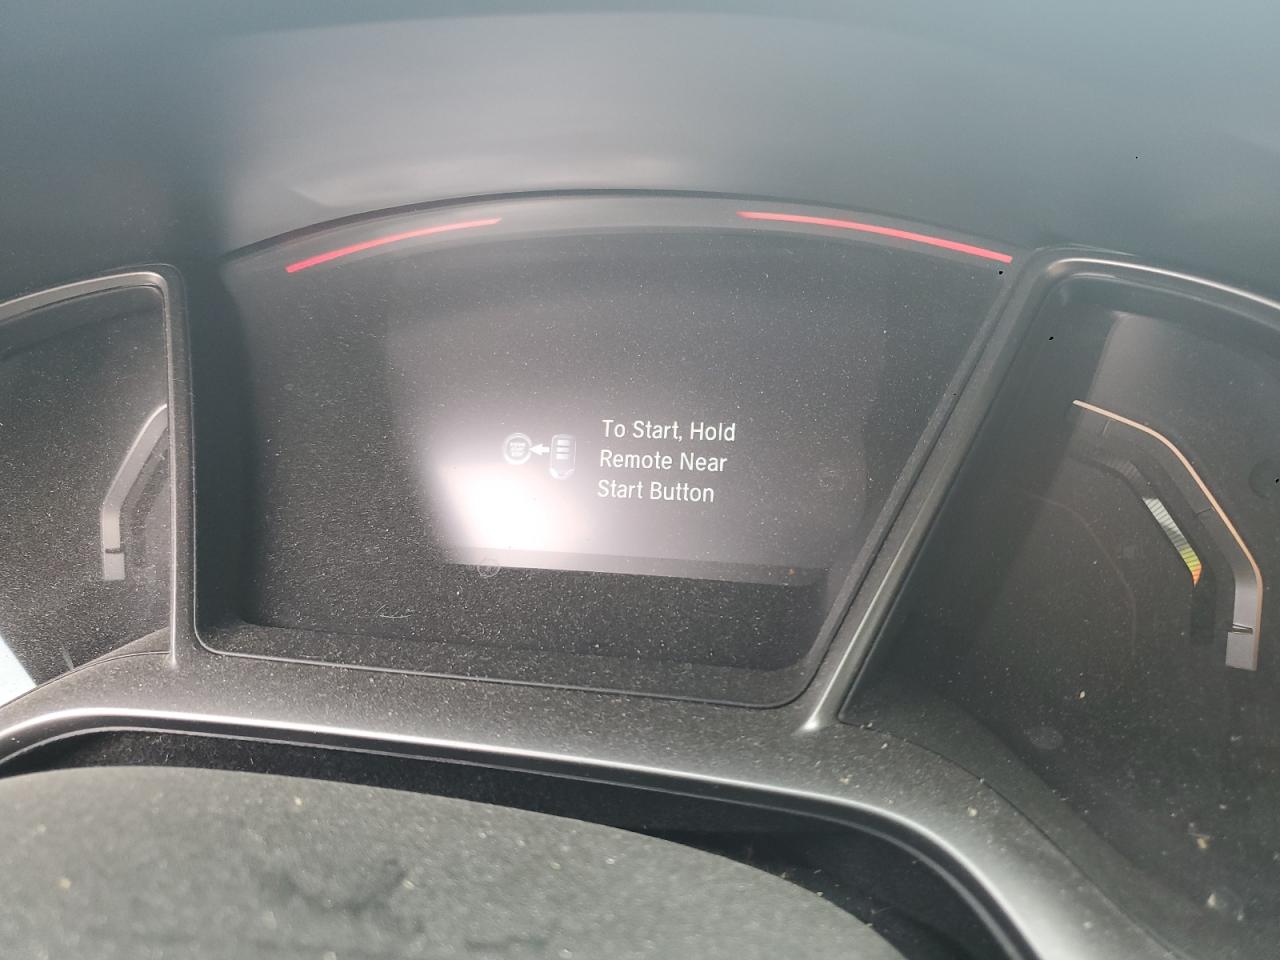 To Start, Hold
Remote Near
Start Button